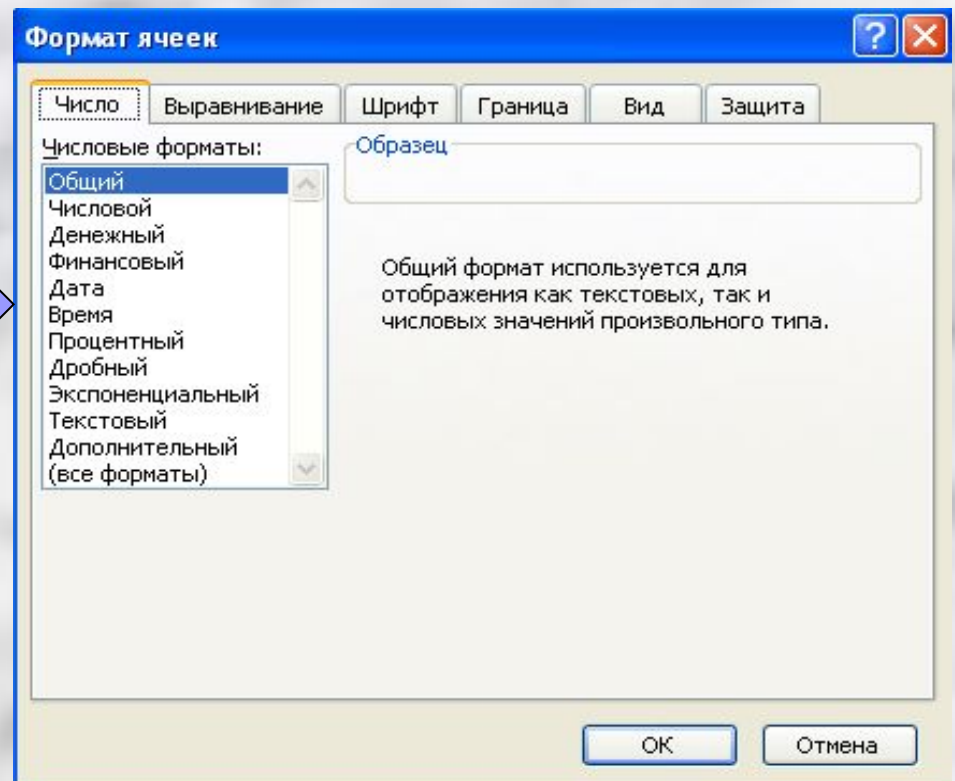 Формат ячеек
?
Число Выравнивание Шрифт Граница Вид Защита
Числовые форматы:
Образец
Общий
Числовой
Денежный
Финансовый
Дата
Время
Процентный
Дробный
Экспоненциальный
Текстовый
Дополнительный
(все форматы)
Общий формат используется для
отображения как текстовых, так и
числовых значений произвольного типа.
ОК Отмена